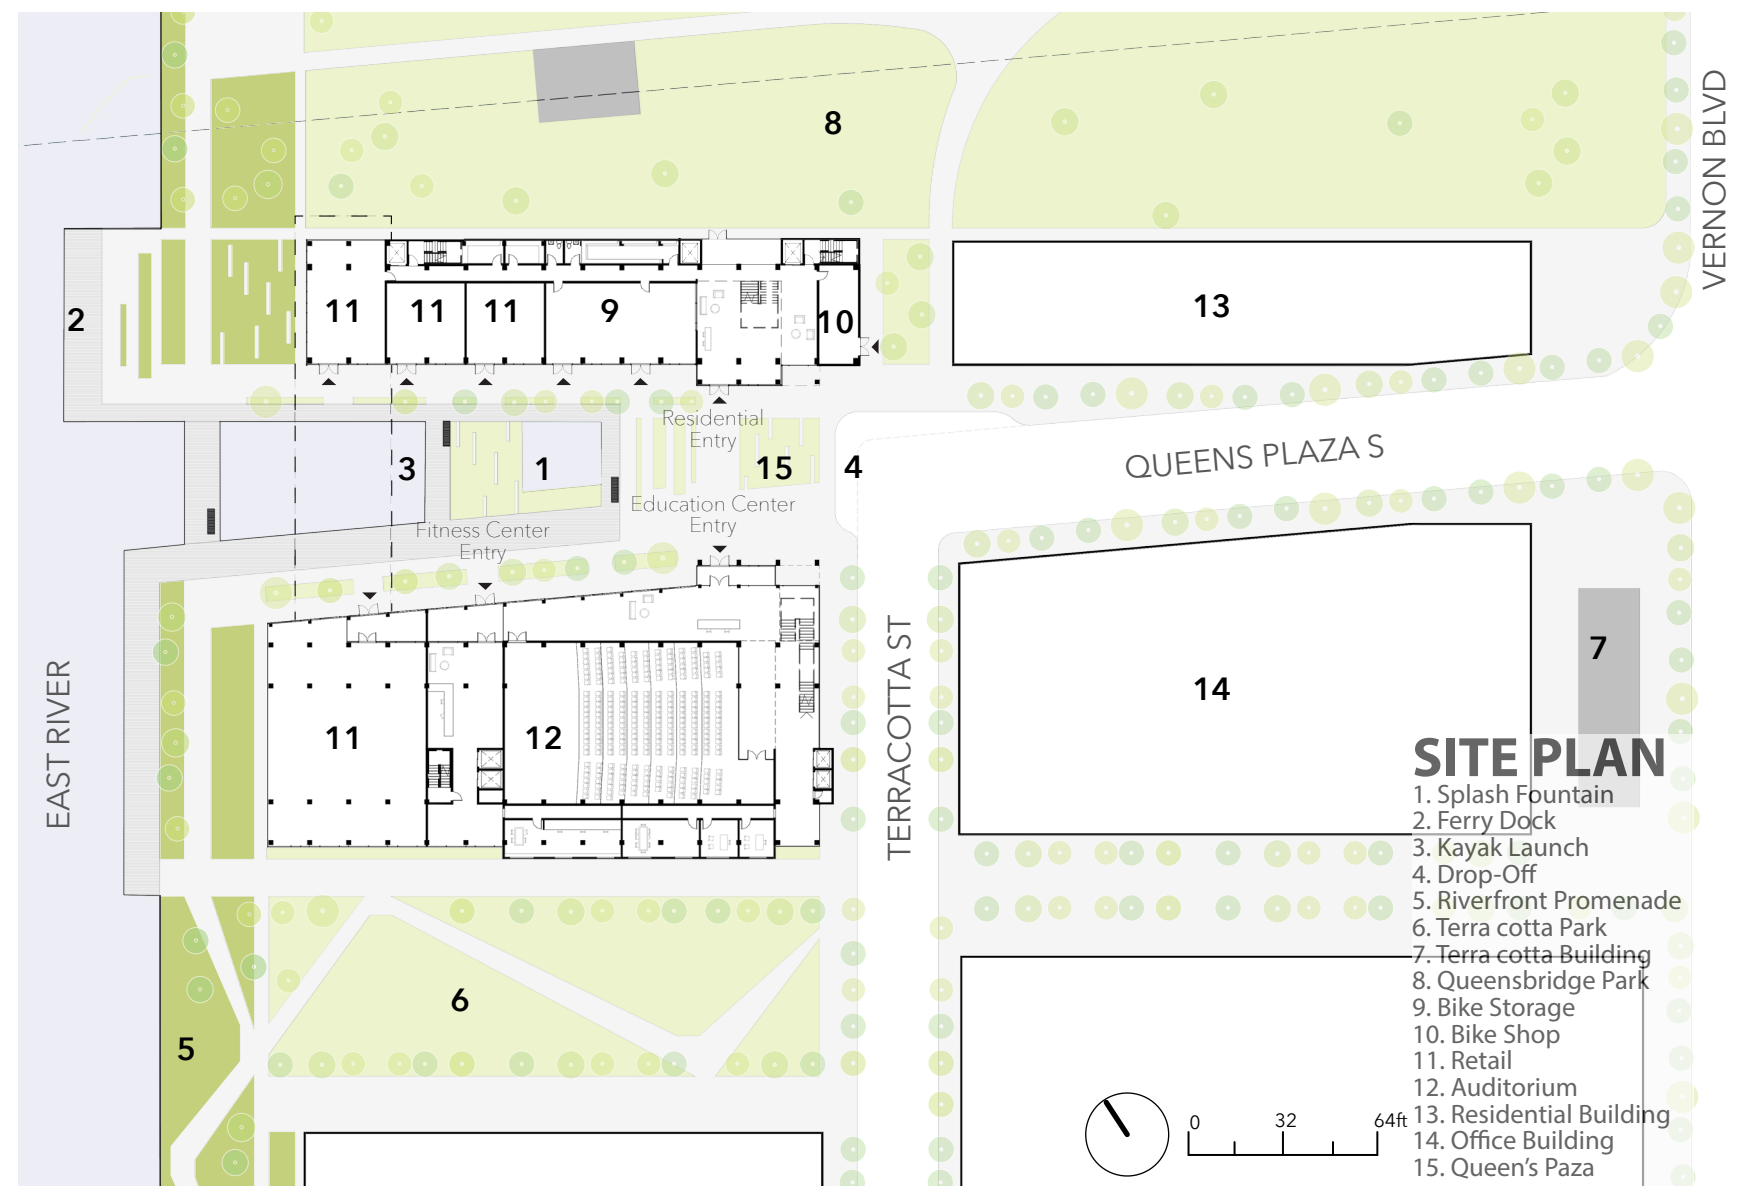 8
VERNON BLVD
2
11
11
11
9
10
13
Residential
Entry
3
1
15
4
QUEENS PLAZA S
Education Center
Entry
Fitness Center
Entry
EAST RIVER
11
12
TERRACOTTA ST
14
7
6
5
0
32
64ft
SITE PLAN
1. Splash Fountain
2. Ferry Dock
3. Kayak Launch
4. Drop-Off
5. Riverfront Promenade
6. Terra cotta Park
7. Terra cotta Building
8. Queensbridge Park
9. Bike Storage
10. Bike Shop
11. Retail
12. Auditorium
13. Residential Building
14. Office Building
15. Queen's Paza